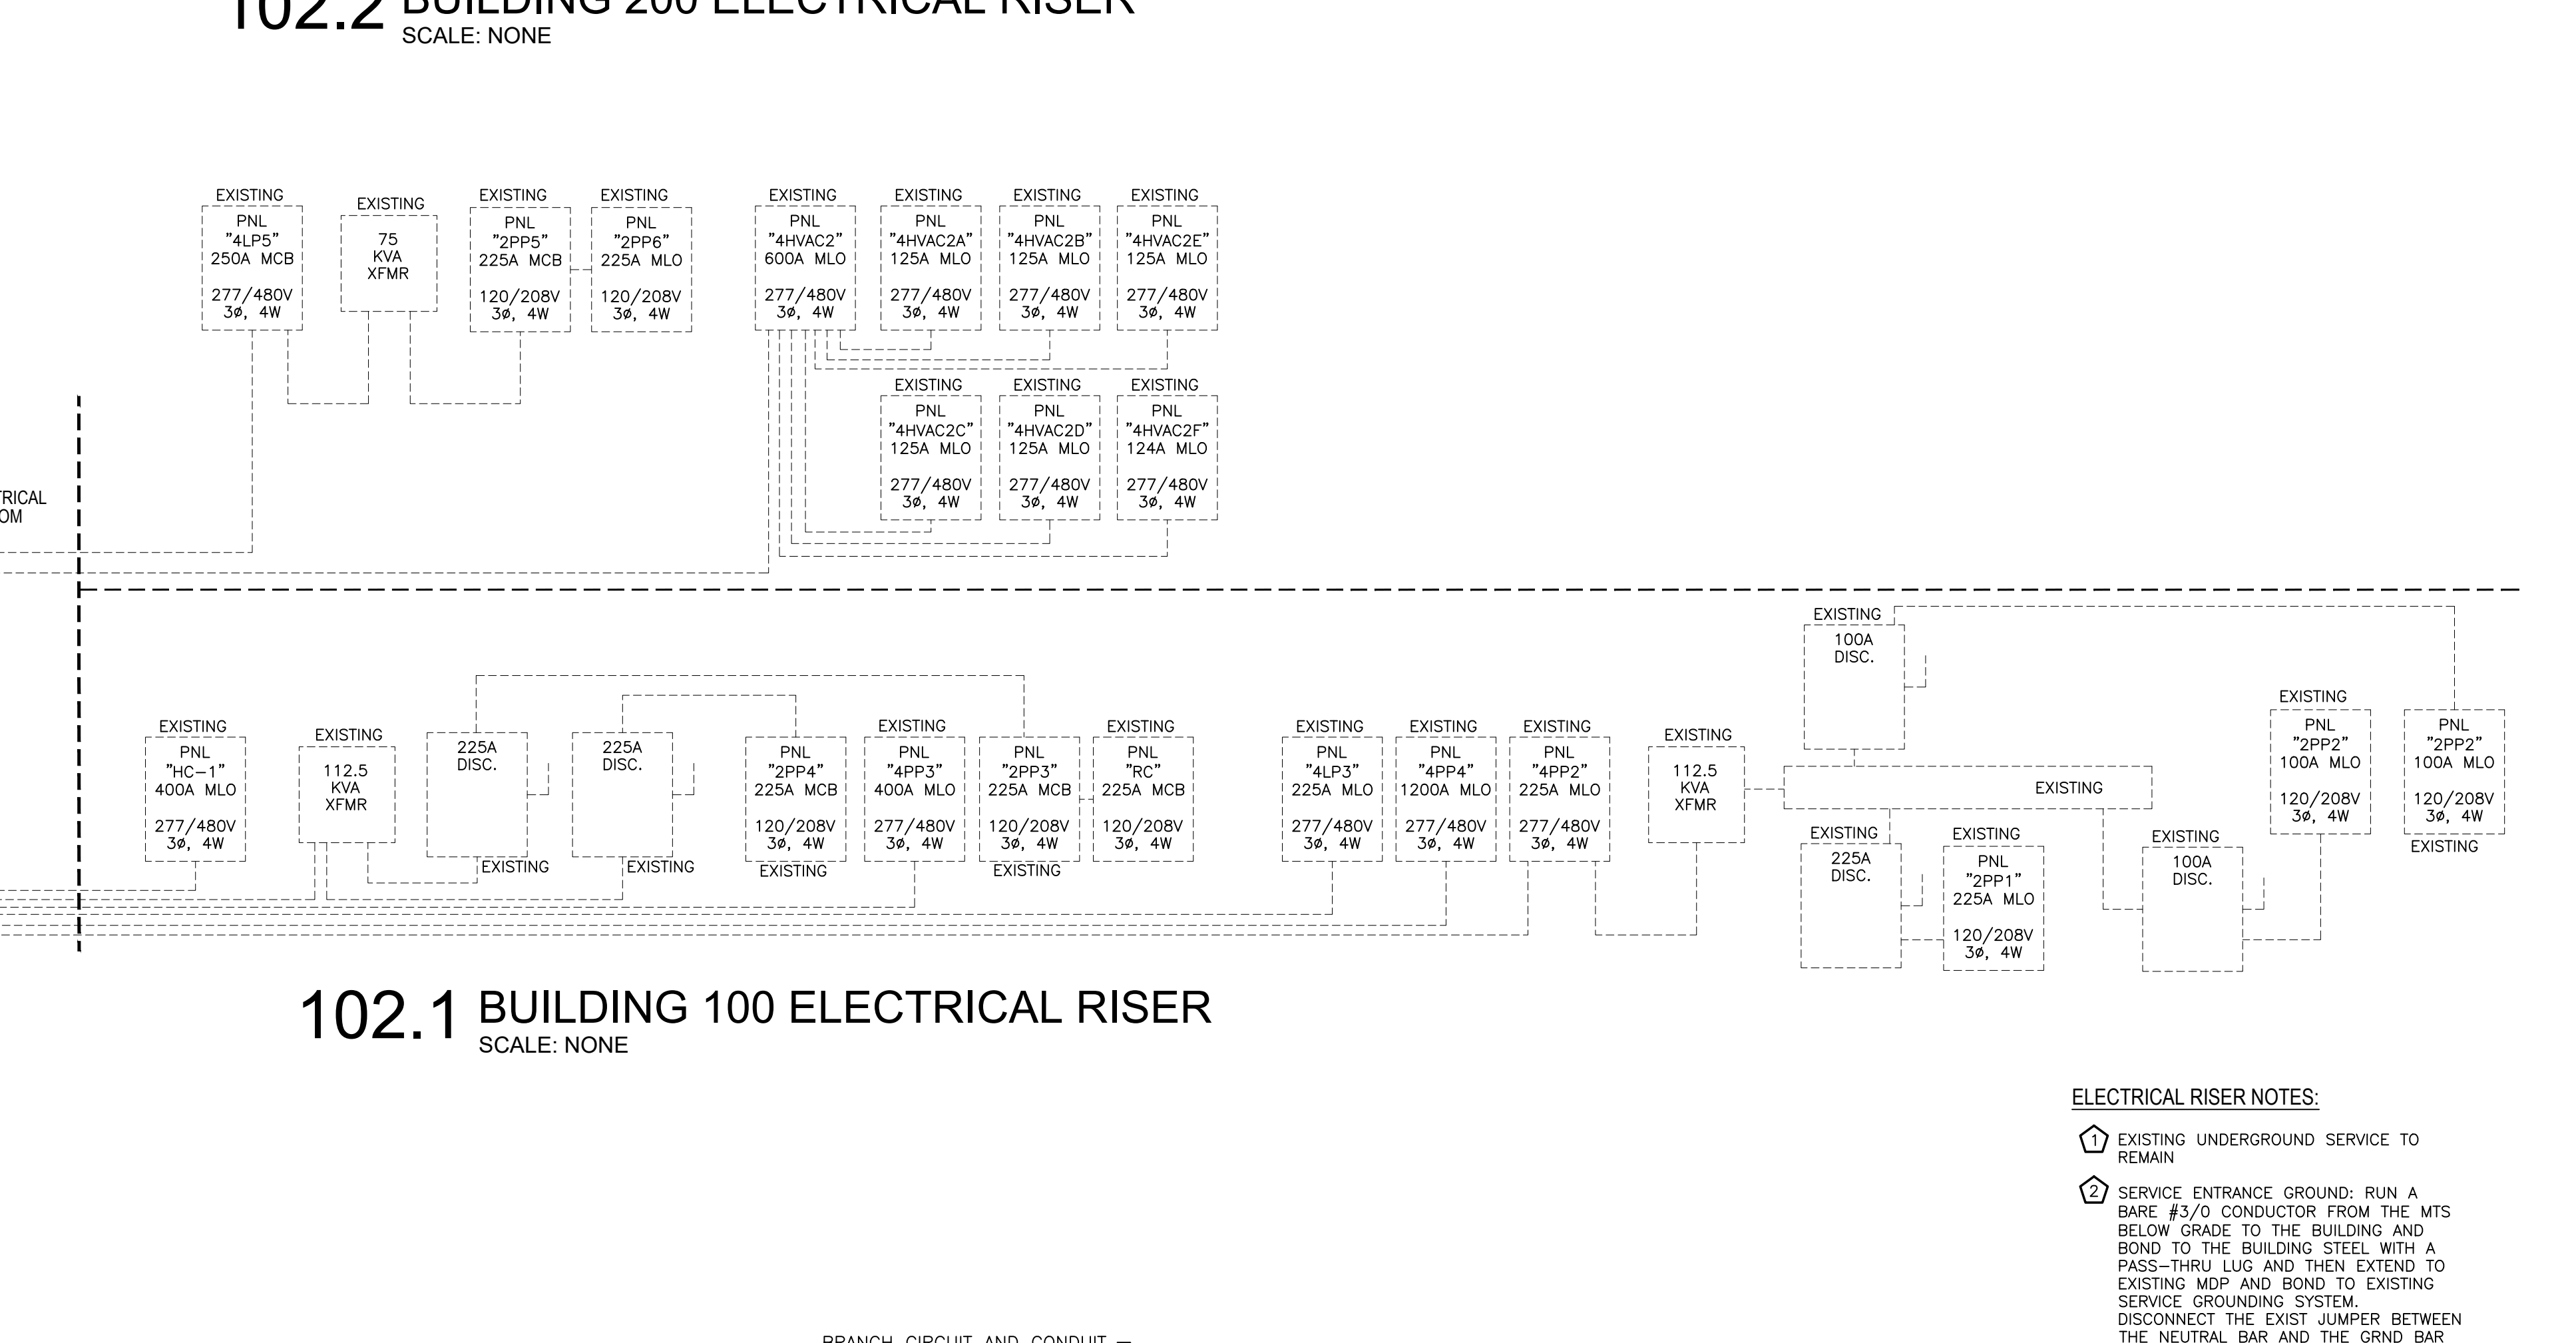 102.2 BUILDING 200 ELECTRICAL RISER
SCALE: NONE
EXISTING
PNL
"4LP5"
250A MCB
277/480V
3ø, 4W
EXISTING
75
KVA
XFMR
EXISTING
PNL
"2PP5"
225A MCB
120/208V
3ø, 4W
EXISTING
PNL
"2PP6"
225A MLO
120/208V
3ø, 4W
EXISTING
PNL
"4HVAC2"
600A MLO
277/480V
3ø, 4W
EXISTING
PNL
"4HVAC2A"
125A MLO
277/480V
3ø, 4W
EXISTING
PNL
"4HVAC2B"
125A MLO
277/480V
3ø, 4W
EXISTING
PNL
"4HVAC2E"
125A MLO
277/480V
3ø, 4W
EXISTING
PNL
"4HVAC2C"
125A MLO
277/480V
3ø, 4W
EXISTING
PNL
"4HVAC2D"
125A MLO
277/480V
3ø, 4W
EXISTING
PNL
"4HVAC2F"
124A MLO
277/480V
3ø, 4W
TRICAL
OM
EXISTING
PNL
"HC-1"
400A MLO
277/480V
3ø, 4W
EXISTING
112.5
KVA
XFMR
225A
DISC.
EXISTING
225A
DISC.
EXISTING
PNL
"2PP4"
225A MCB
120/208V
3ø, 4W
EXISTING
EXISTING
PNL
"4PP3"
400A MLO
277/480V
3ø, 4W
PNL
"2PP3"
225A MCB
120/208V
3ø, 4W
EXISTING
EXISTING
PNL
"RC"
225A MCB
120/208V
3ø, 4W
EXISTING
PNL
"4LP3"
225A MLO
277/480V
3ø, 4W
EXISTING
PNL
"4PP4"
1200A MLO
277/480V
3ø, 4W
EXISTING
PNL
"4PP2"
225A MLO
277/480V
3ø, 4W
EXISTING
112.5
KVA
XFMR
EXISTING
100A
DISC.
EXISTING
EXISTING
225A
DISC.
EXISTING
PNL
"2PP1"
225A MLO
120/208V
3ø, 4W
EXISTING
100A
DISC.
EXISTING
PNL
"2PP2"
100A MLO
120/208V
3ø, 4W
PNL
"2PP2"
100A MLO
120/208V
3ø, 4W
EXISTING
102.1 BUILDING 100 ELECTRICAL RISER
SCALE: NONE
ELECTRICAL RISER NOTES:
1 EXISTING UNDERGROUND SERVICE TO
REMAIN
2 SERVICE ENTRANCE GROUND: RUN A
BARE #3/0 CONDUCTOR FROM THE MTS
BELOW GRADE TO THE BUILDING AND
BOND TO THE BUILDING STEEL WITH A
PASS-THRU LUG AND THEN EXTEND TO
EXISTING MDP AND BOND TO EXISTING
SERVICE GROUNDING SYSTEM.
DISCONNECT THE EXIST JUMPER BETWEEN
THE NEUTRAL BAR AND THE GRND BAR
BRANCH CIRCUIT AND CONDUIT —